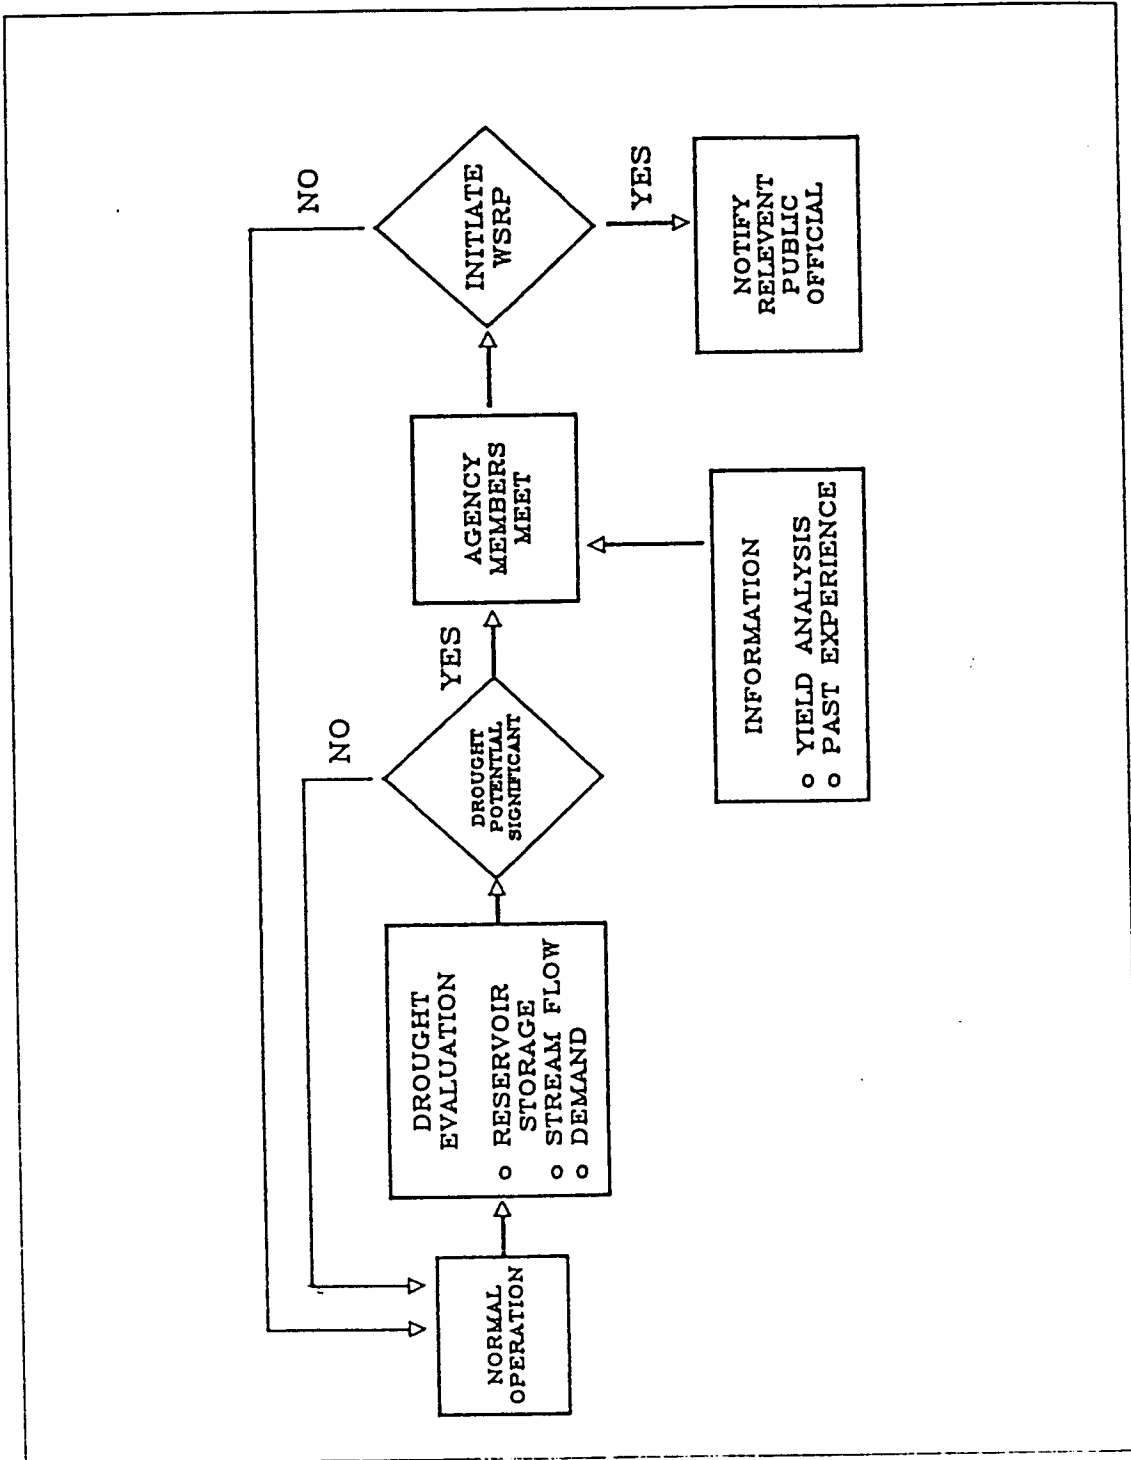 NORMAL
OPERATION
DROUGHT
EVALUATION
o RESERVOIR
STORAGE
o STREAM FLOW
o DEMAND
DROUGHT
POTENTIAL
SIGNIFICANT
NO
YES
AGENCY
MEMBERS
MEET
INFORMATION
o YIELD ANALYSIS
o PAST EXPERIENCE
INITIATE
WSRP
NO
YES
NOTIFY
RELEVENT
PUBLIC
OFFICIAL